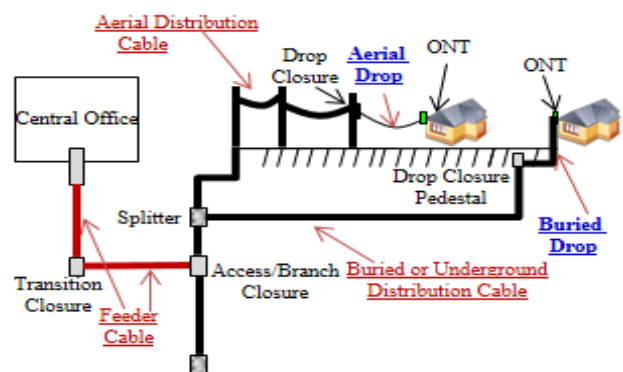 Aerial Distribution
Cable
Drop
Closure
Aerial
Drop
ONT
ONT
Central Office
Drop Closure
Pedestal
Splitter
Buried
Drop
Transition
Closure
Feeder
Cable
Access/Branch
Closure
Buried or Underground
Distribution Cable